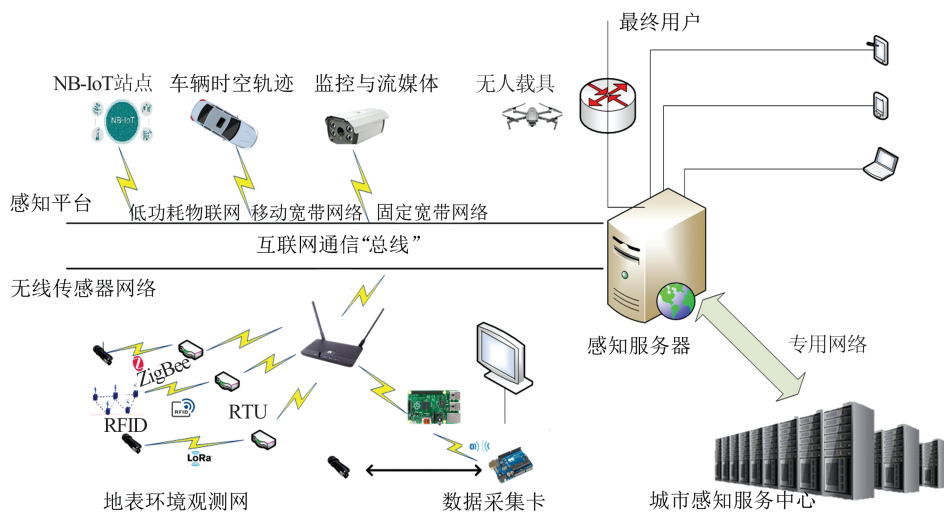 最终用户
NB-IoT站点
车辆时空轨迹
监控与流媒体
无人载具
NB-IoT
感知平台
低功耗物联网
移动宽带网络
固定宽带网络
互联网通信“总线”
无线传感器网络
感知服务器
专用网络
ZigBee
RFID
RFID
RTU
LoRa
地表环境观测网
数据采集卡
城市感知服务中心